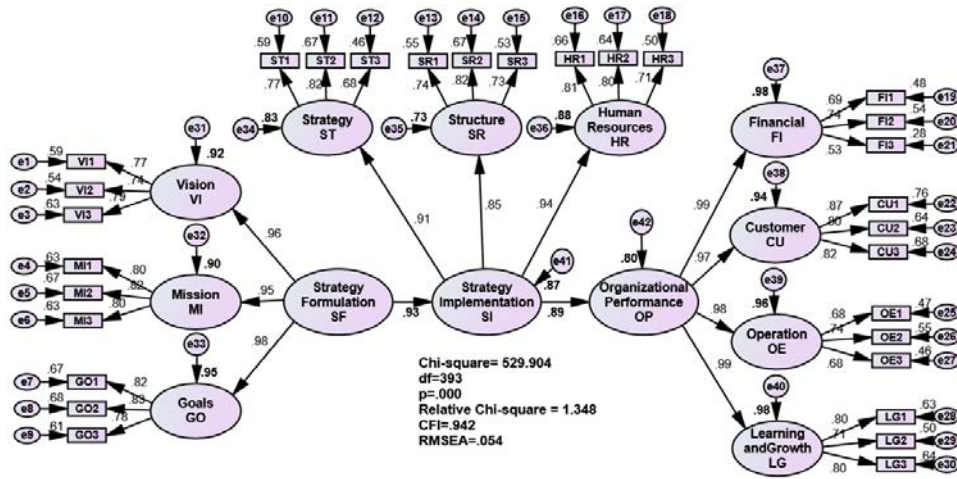 e10 e11 e12 e13 e14 e15 e16 e17 e18
.59 .67 .46 .55 .67 .53 .66 .64 .50
ST1 ST2 ST3 SR1 SR2 SR3 HR1 HR2 HR3
.77 .82 .68 .74 .82 .73 .81 .80 .71
e34 .83
Strategy
ST
e35 .73
Structure
SR
e36 .88
Human
Resources
HR
e37
.98
Financial
FI
.69 FI1 .48 e19
.74 FI2 .54 e20
.53 FI3 .28 e21
e31
.92
Vision
VI
e1 .59 VI1 .77
e2 .54 VI2 .74
e3 .63 VI3 .79
e38
.94
Customer
CU
.87 CU1 .76 e22
.80 CU2 .64 e23
.82 CU3 .68 e24
e32
.90
Mission
MI
e4 .63 MI1 .80
e5 .67 MI2 .82
e6 .63 MI3 .80
.96
.95
.98
Strategy
Formulation
SF
.93
.91 .85 .94
Strategy
Implementation
SI
e41
.87
.89
e42
.80
Organizational
Performance
OP
.99
.97
.98
.99
e39
.96
Operation
OE
.68 OE1 .47 e25
.74 OE2 .55 e26
.68 OE3 .46 e27
e33
.95
Goals
GO
e7 .67 GO1 .82
e8 .68 GO2 .83
e9 .61 GO3 .78
e40
.98
Learning
andGrowth
LG
.80 LG1 .63 e28
.71 LG2 .50 e29
.80 LG3 .64 e30
Chi-square= 529.904
df=393
p=.000
Relative Chi-square = 1.348
CFI=.942
RMSEA=.054